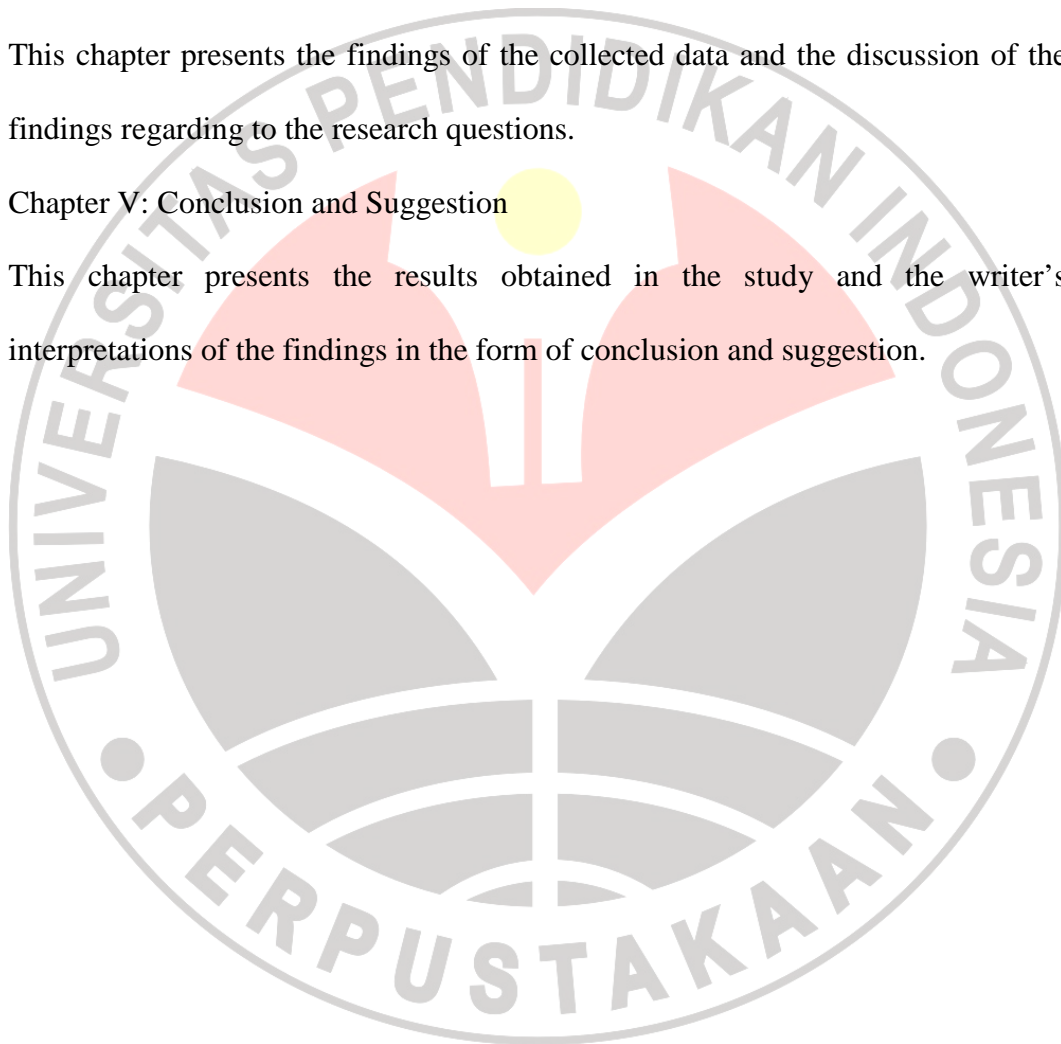 This chapter presents the findings of the collected data and the discussion of the
findings regarding to the research questions.
Chapter V: Conclusion and Suggestion
This chapter presents the results obtained in the study and the writer’s
interpretations of the findings in the form of conclusion and suggestion.
UNIVERSITAS PENDIDIKAN INDONESIA
PERPUSTAKAAN